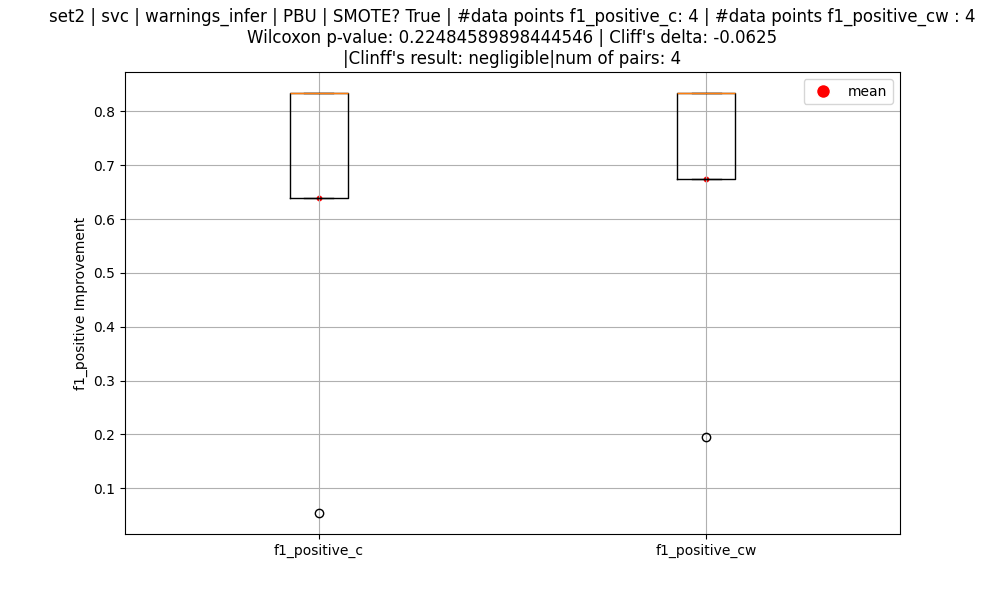 set2 | svc | warnings_infer | PBU | SMOTE? True | #data points f1_positive_c: 4 | #data points f1_positive_cw : 4
Wilcoxon p-value: 0.22484589898444546 | Cliff's delta: -0.0625
|Clinff's result: negligible|num of pairs: 4
mean
0.8
0.7
0.6
0.5
0.4
0.3
0.2
0.1
f1_positive Improvement
f1_positive_c
f1_positive_cw